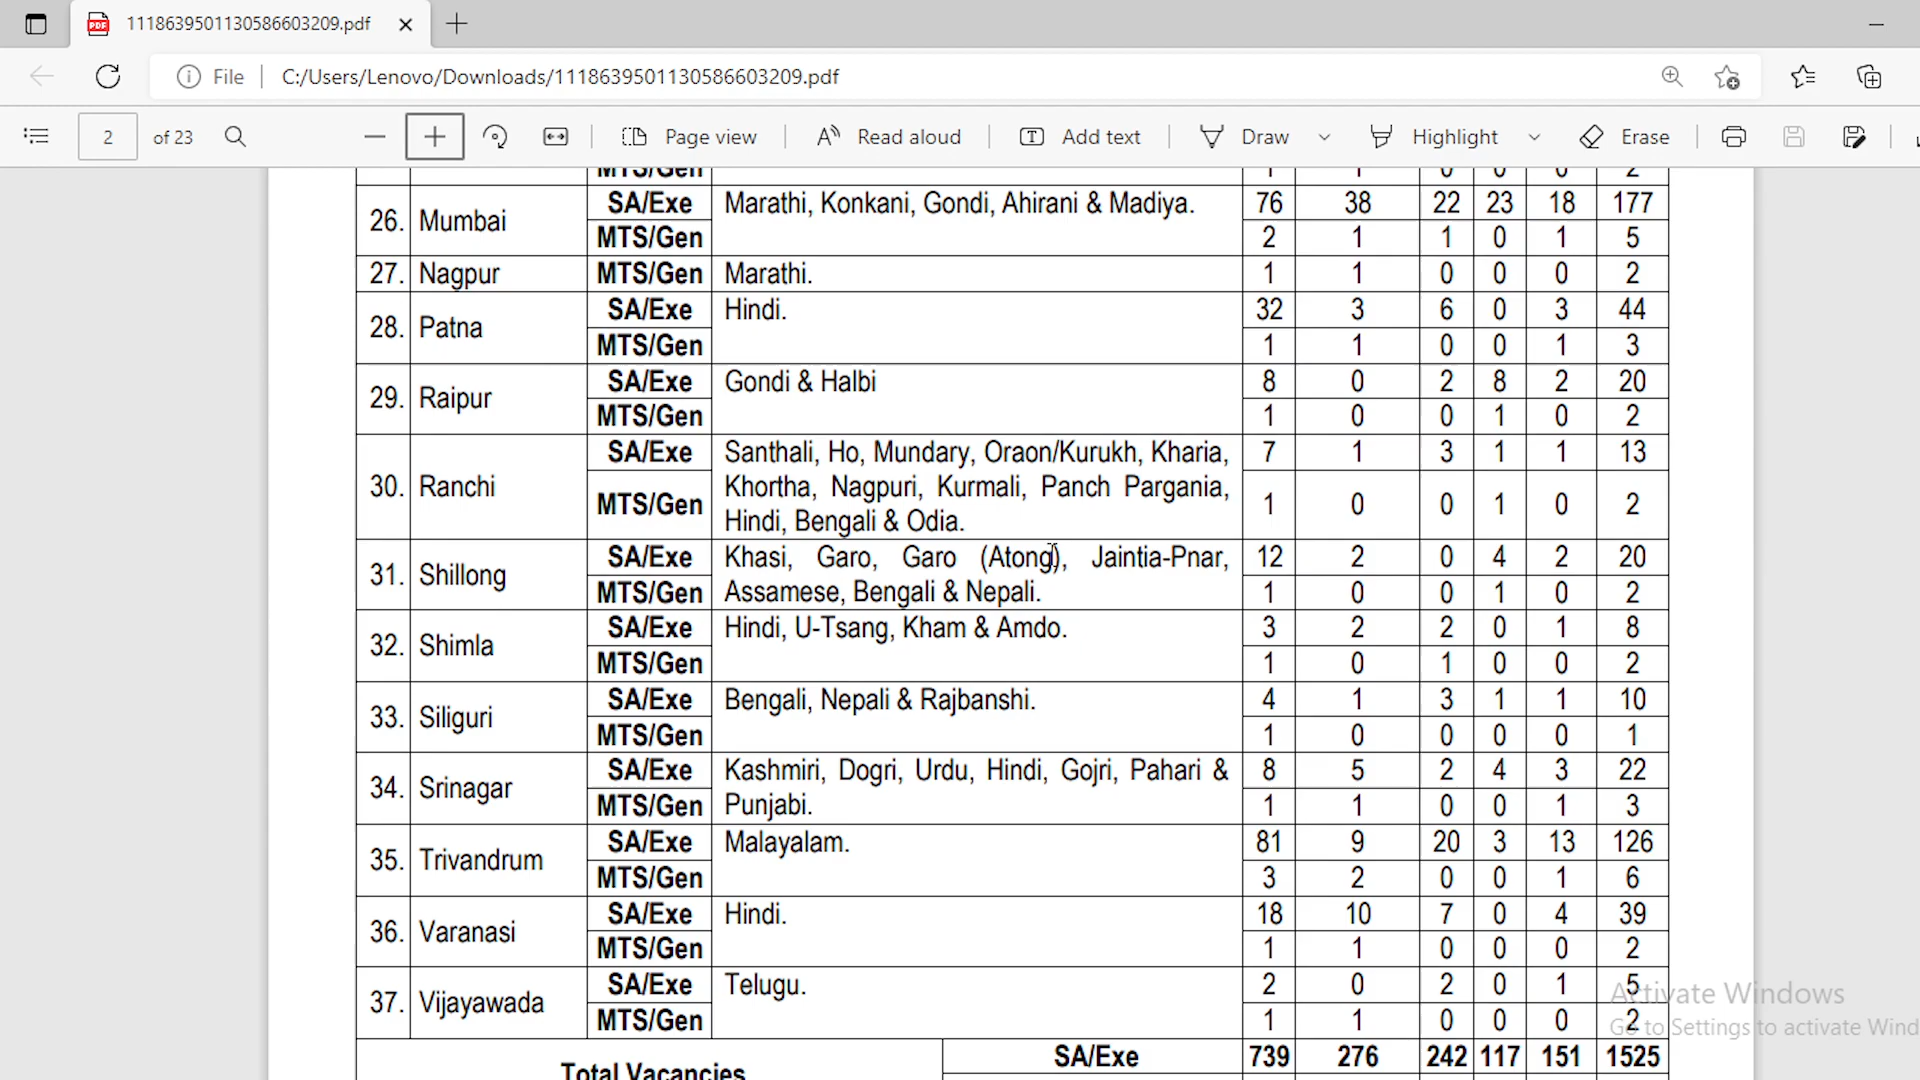 1118639501130586603209.pdf
File C:/Users/Lenovo/Downloads/1118639501130586603209.pdf
2 of 23 Page view Read aloud Add text Draw Highlight Erase
MTS/Gen 1 1 0 0 0 2
26. Mumbai SA/Exe Marathi, Konkani, Gondi, Ahirani & Madiya. 76 38 22 23 18 177
MTS/Gen 2 1 1 0 1 5
27. Nagpur MTS/Gen Marathi. 1 1 0 0 0 2
28. Patna SA/Exe Hindi. 32 3 6 0 3 44
MTS/Gen 1 1 0 0 1 3
29. Raipur SA/Exe Gondi & Halbi 8 0 2 8 2 20
MTS/Gen 1 0 0 1 0 2
30. Ranchi SA/Exe Santhali, Ho, Mundary, Oraon/Kurukh, Kharia, 7 1 3 1 1 13
Khortha, Nagpuri, Kurmali, Panch Pargania,
MTS/Gen 1 0 0 1 0 2
Hindi, Bengali & Odia.
31. Shillong SA/Exe Khasi, Garo, Garo (Atong), Jaintia-Pnar, 12 2 0 4 2 20
MTS/Gen Assamese, Bengali & Nepali. 1 0 0 1 0 2
32. Shimla SA/Exe Hindi, U-Tsang, Kham & Amdo. 3 2 2 0 1 8
MTS/Gen 1 0 1 0 0 2
33. Siliguri SA/Exe Bengali, Nepali & Rajbanshi. 4 1 3 1 1 10
MTS/Gen 1 0 0 0 0 1
34. Srinagar SA/Exe Kashmiri, Dogri, Urdu, Hindi, Gojri, Pahari & 8 5 2 4 3 22
MTS/Gen Punjabi. 1 1 0 0 1 3
35. Trivandrum SA/Exe Malayalam. 81 9 20 3 13 126
MTS/Gen 3 2 0 0 1 6
36. Varanasi SA/Exe Hindi. 18 10 7 0 4 39
MTS/Gen 1 1 0 0 0 2
37. Vijayawada SA/Exe Telugu. 2 0 2 0 1 5
MTS/Gen 1 1 0 0 0 2
Activate Windows
Go to Settings to activate Wind
SA/Exe 739 276 242 117 151 1525
Total Vacancies